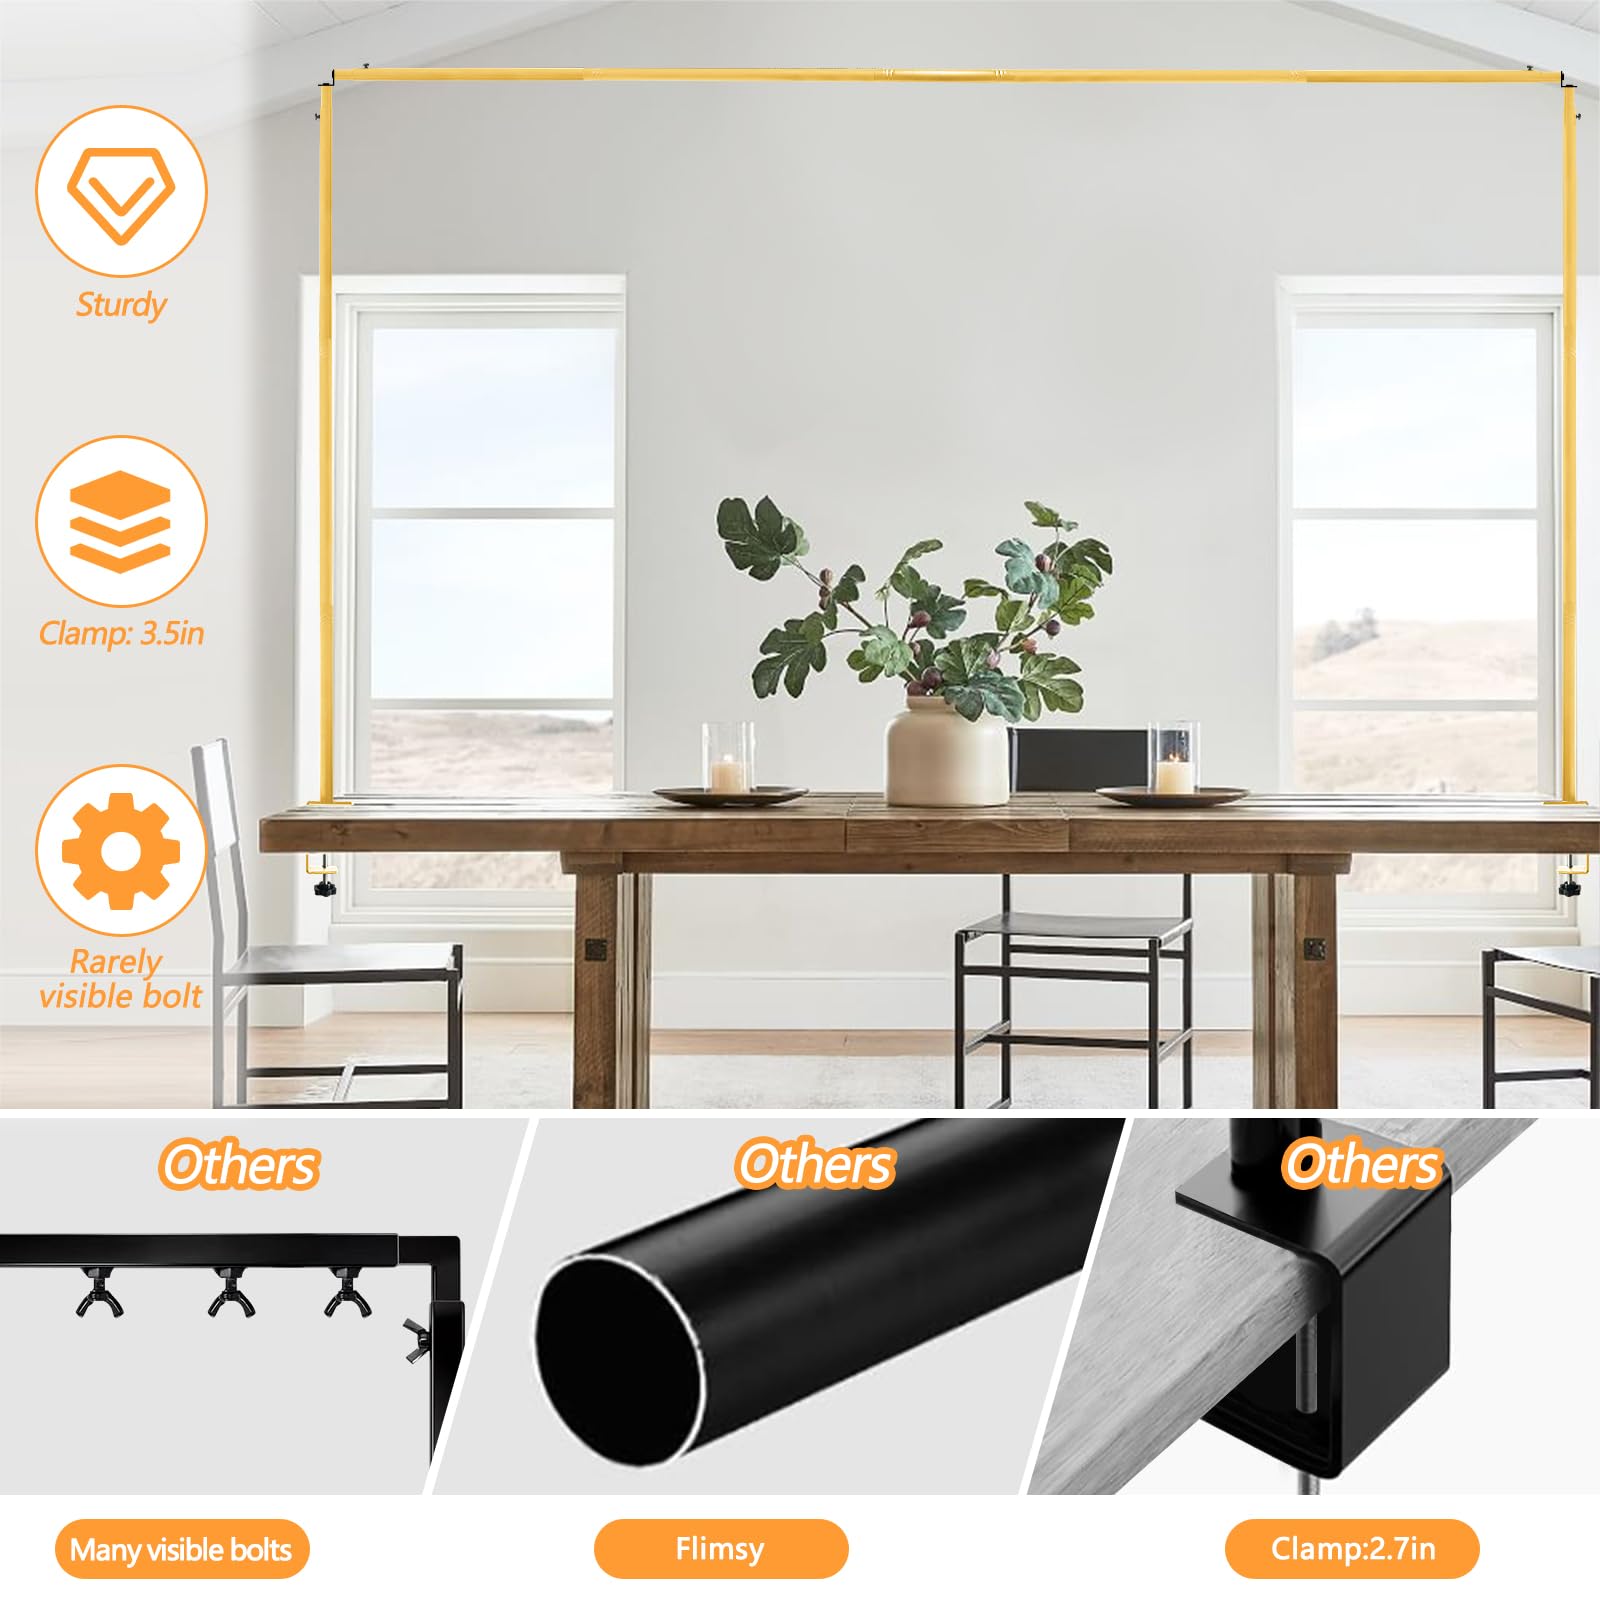 Sturdy
Clamp: 3.5in
Rarely
visible bolt
Others
Others
Others
Many visible bolts
Flimsy
Clamp:2.7in